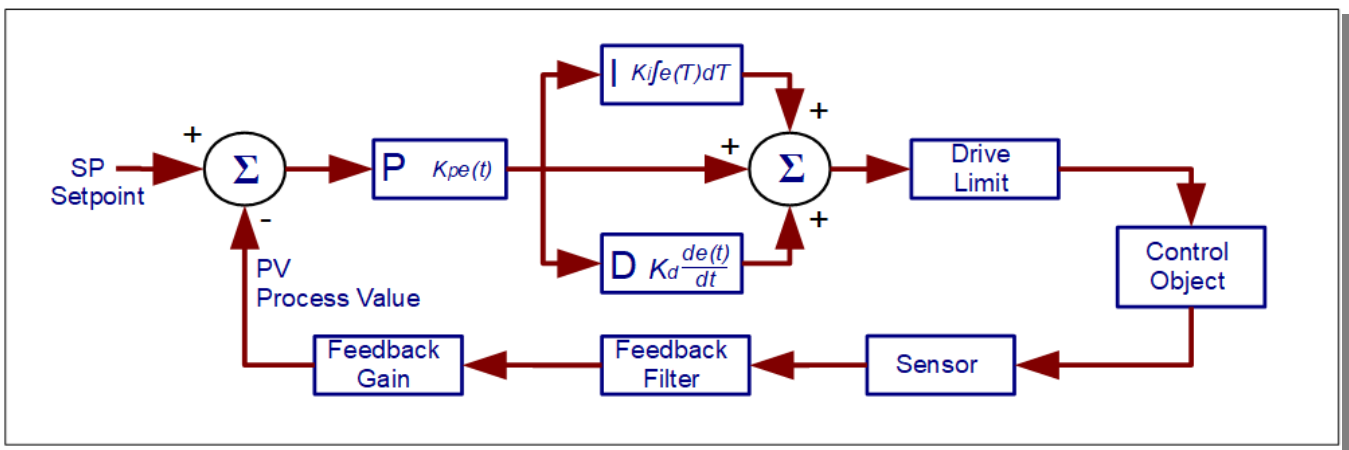 +
SP
Setpoint
Σ
-
P Kpe(t)
I Ki∫e(T)dT
D Kd de(t)/dt
+
+
+
Σ
Drive
Limit
Control
Object
Sensor
Feedback
Filter
Feedback
Gain
PV
Process Value